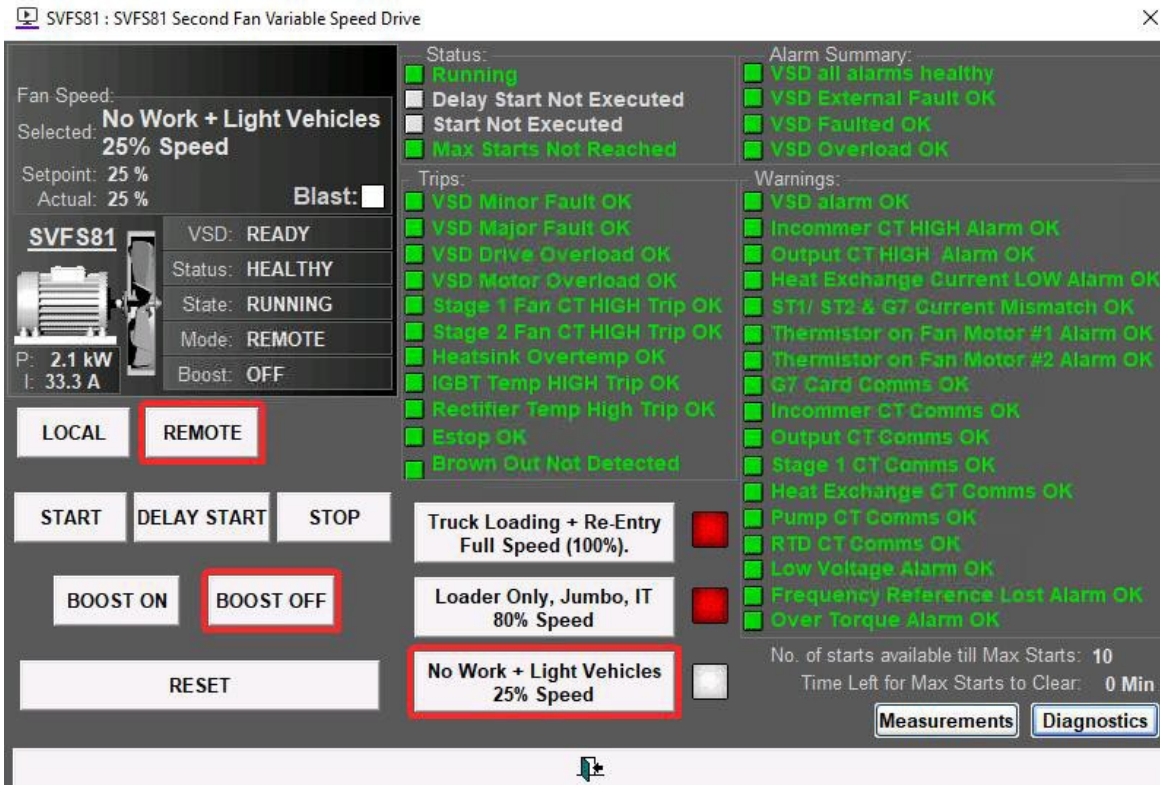 SVFS81 : SVFS81 Second Fan Variable Speed Drive
Fan Speed:
Selected: No Work + Light Vehicles
25% Speed
Setpoint: 25 %
Actual: 25 %
Blast:
SVFS81
VSD: READY
Status: HEALTHY
State: RUNNING
Mode: REMOTE
Boost: OFF
P: 2.1 kW
I: 33.3 A
LOCAL
REMOTE
START
DELAY START
STOP
BOOST ON
BOOST OFF
RESET
Status:
Running
Delay Start Not Executed
Start Not Executed
Max Starts Not Reached
Trips:
VSD Minor Fault OK
VSD Major Fault OK
VSD Drive Overload OK
VSD Motor Overload OK
Stage 1 Fan CT HIGH Trip OK
Stage 2 Fan CT HIGH Trip OK
Heatsink Overtemp OK
IGBT Temp HIGH Trip OK
Rectifier Temp High Trip OK
Estop OK
Brown Out Not Detected
Truck Loading + Re-Entry
Full Speed (100%).
Loader Only, Jumbo, IT
80% Speed
No Work + Light Vehicles
25% Speed
Alarm Summary:
VSD all alarms healthy
VSD External Fault OK
VSD Faulted OK
VSD Overload OK
Warnings:
VSD alarm OK
Incommer CT HIGH Alarm OK
Output CT HIGH Alarm OK
Heat Exchange Current LOW Alarm OK
ST1/ ST2 & G7 Current Mismatch OK
Thermistor on Fan Motor #1 Alarm OK
Thermistor on Fan Motor #2 Alarm OK
G7 Card Comms OK
Incommer CT Comms OK
Output CT Comms OK
Stage 1 CT Comms OK
Heat Exchange CT Comms OK
Pump CT Comms OK
RTD CT Comms OK
Low Voltage Alarm OK
Frequency Reference Lost Alarm OK
Over Torque Alarm OK
No. of starts available till Max Starts: 10
Time Left for Max Starts to Clear: 0 Min
Measurements
Diagnostics